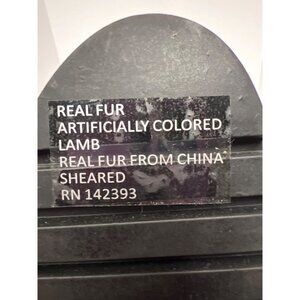 REAL FUR
ARTIFICIALLY COLORED
LAMB
REAL FUR FROM CHINA
SHEARED
RN 142393